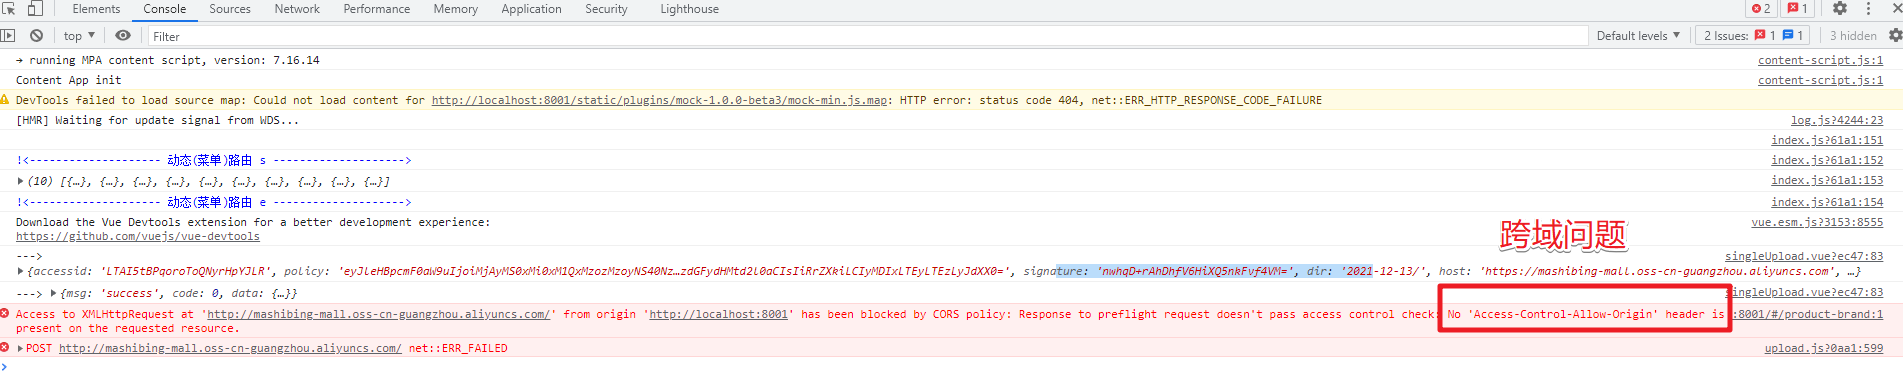 Elements Console Sources Network Performance Memory Application Security Lighthouse 2 1
top Filter Default levels 2 Issues: 1 1 3 hidden
→ running MPA content script, version: 7.16.14 content-script.js:1
Content App init content-script.js:1
DevTools failed to load source map: Could not load content for http://localhost:8001/static/plugins/mock-1.0.0-beta3/mock-min.js.map: HTTP error: status code 404, net::ERR_HTTP_RESPONSE_CODE_FAILURE
[HMR] Waiting for update signal from WDS... log.js?4244:23
index.js?61a1:151
!<-------------------- 动态(菜单)路由 s --------------------> index.js?61a1:152
(10) [{…}, {…}, {…}, {…}, {…}, {…}, {…}, {…}, {…}, {…}] index.js?61a1:153
!<-------------------- 动态(菜单)路由 e --------------------> index.js?61a1:154
Download the Vue Devtools extension for a better development experience: vue.esm.js?3153:8555
https://github.com/vuejs/vue-devtools
跨域问题
---> singleUpload.vue?ec47:83
{accessid: 'LTAI5tBPqoroToQNyrHpYJLR', policy: 'eyJleHBpcmF0aW9uIjoiMjAyMS0xMi0xM1QxMzozMzoyNS40Nz…zdGFydHMtd2l0aCIsIiRrZXkiLCIyMDIxLTEyLTEzLyJdXX0=', signature: 'nwhqD+rAhDhfV6HiXQ5nkFvf4VM=', dir: '2021-12-13/', host: 'https://mashibing-mall.oss-cn-guangzhou.aliyuncs.com', …}
---> {msg: 'success', code: 0, data: {…}} singleUpload.vue?ec47:83
Access to XMLHttpRequest at 'http://mashibing-mall.oss-cn-guangzhou.aliyuncs.com/' from origin 'http://localhost:8001' has been blocked by CORS policy: Response to preflight request doesn't pass access control check: No 'Access-Control-Allow-Origin' header is :8001/#/product-brand:1
present on the requested resource.
POST http://mashibing-mall.oss-cn-guangzhou.aliyuncs.com/ net::ERR_FAILED upload.js?0aa1:599